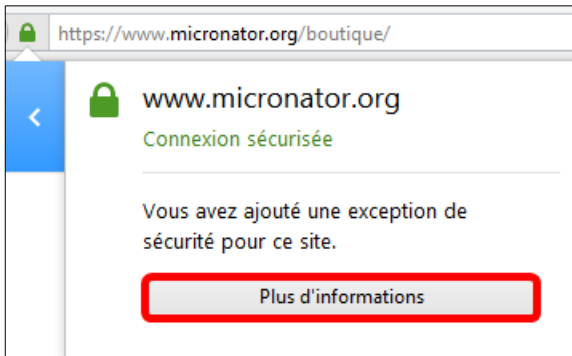 https://www.micronator.org/boutique/
www.micronator.org
Connexion sécurisée
Vous avez ajouté une exception de
sécurité pour ce site.
Plus d'informations